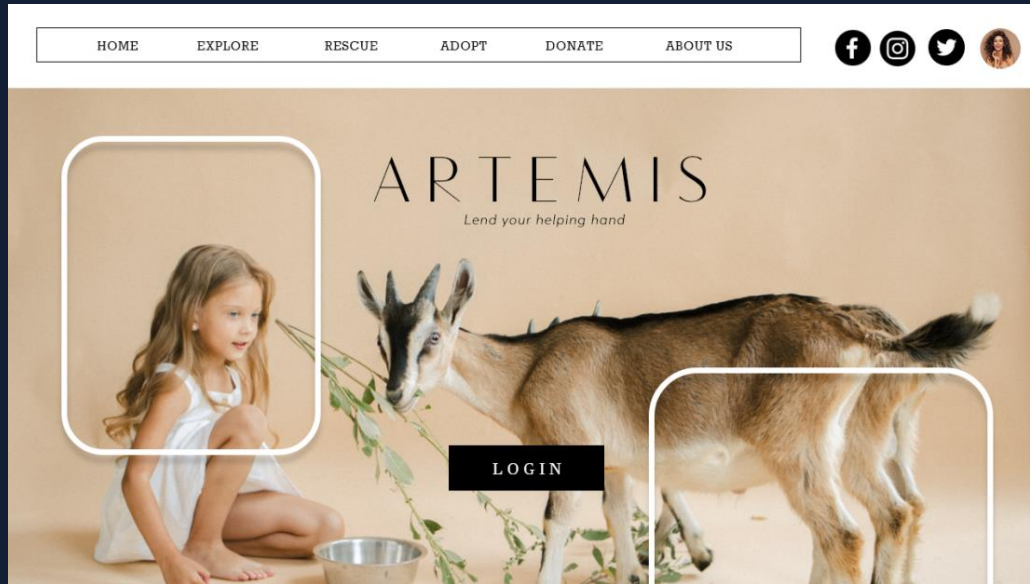 HOME EXPLORE RESCUE ADOPT DONATE ABOUT US
ARTEMIS
Lend your helping hand
LOGIN